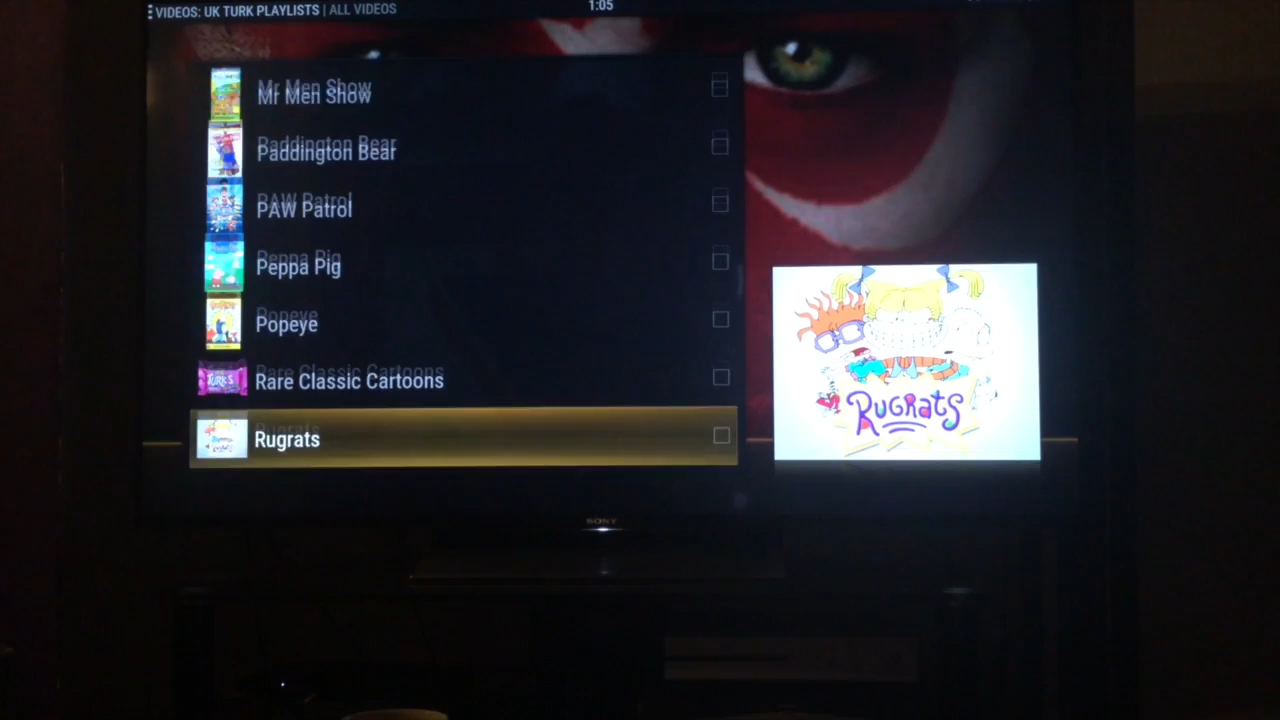 VIDEOS: UK TURK PLAYLISTS | ALL VIDEOS
1:05
Mr Men Show
Paddington Bear
PAW Patrol
Peppa Pig
Popeye
Rare Classic Cartoons
TURK'S
Rugrats
RUGRATS
SONY